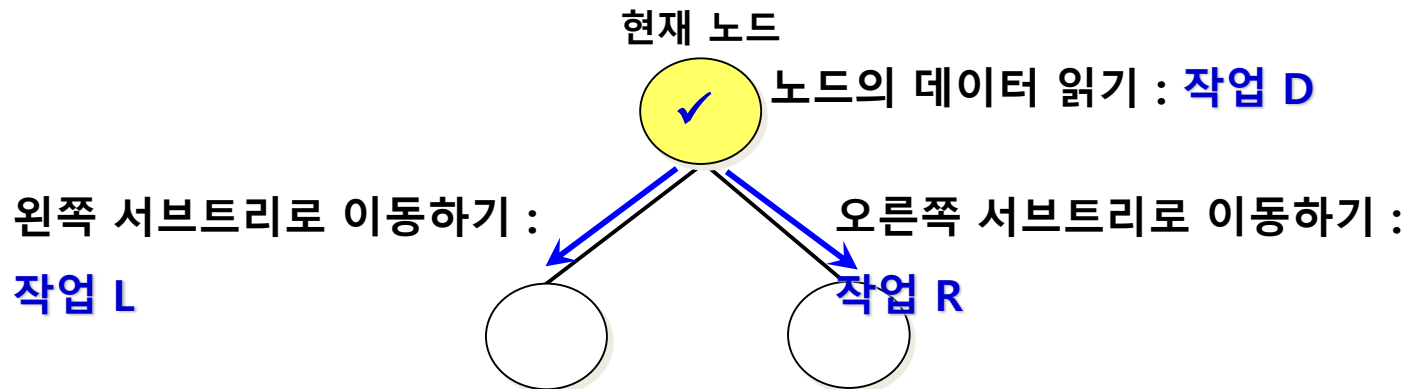 현재 노드
노드의 데이터 읽기 : 작업 D
왼쪽 서브트리로 이동하기 :
작업 L
오른쪽 서브트리로 이동하기 :
작업 R